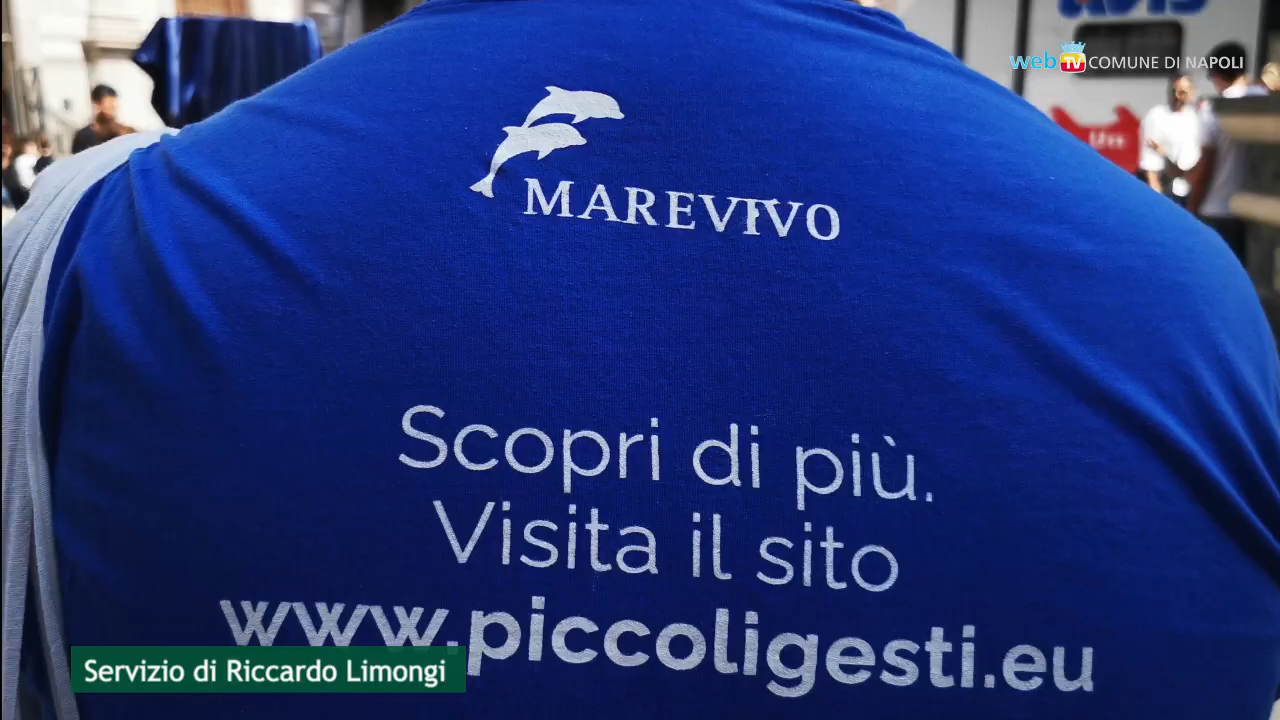 web TV COMUNE DI NAPOLI
MAREVIVO
Scopri di più.
Visita il sito
www.piccoligesti.eu
Servizio di Riccardo Limongi